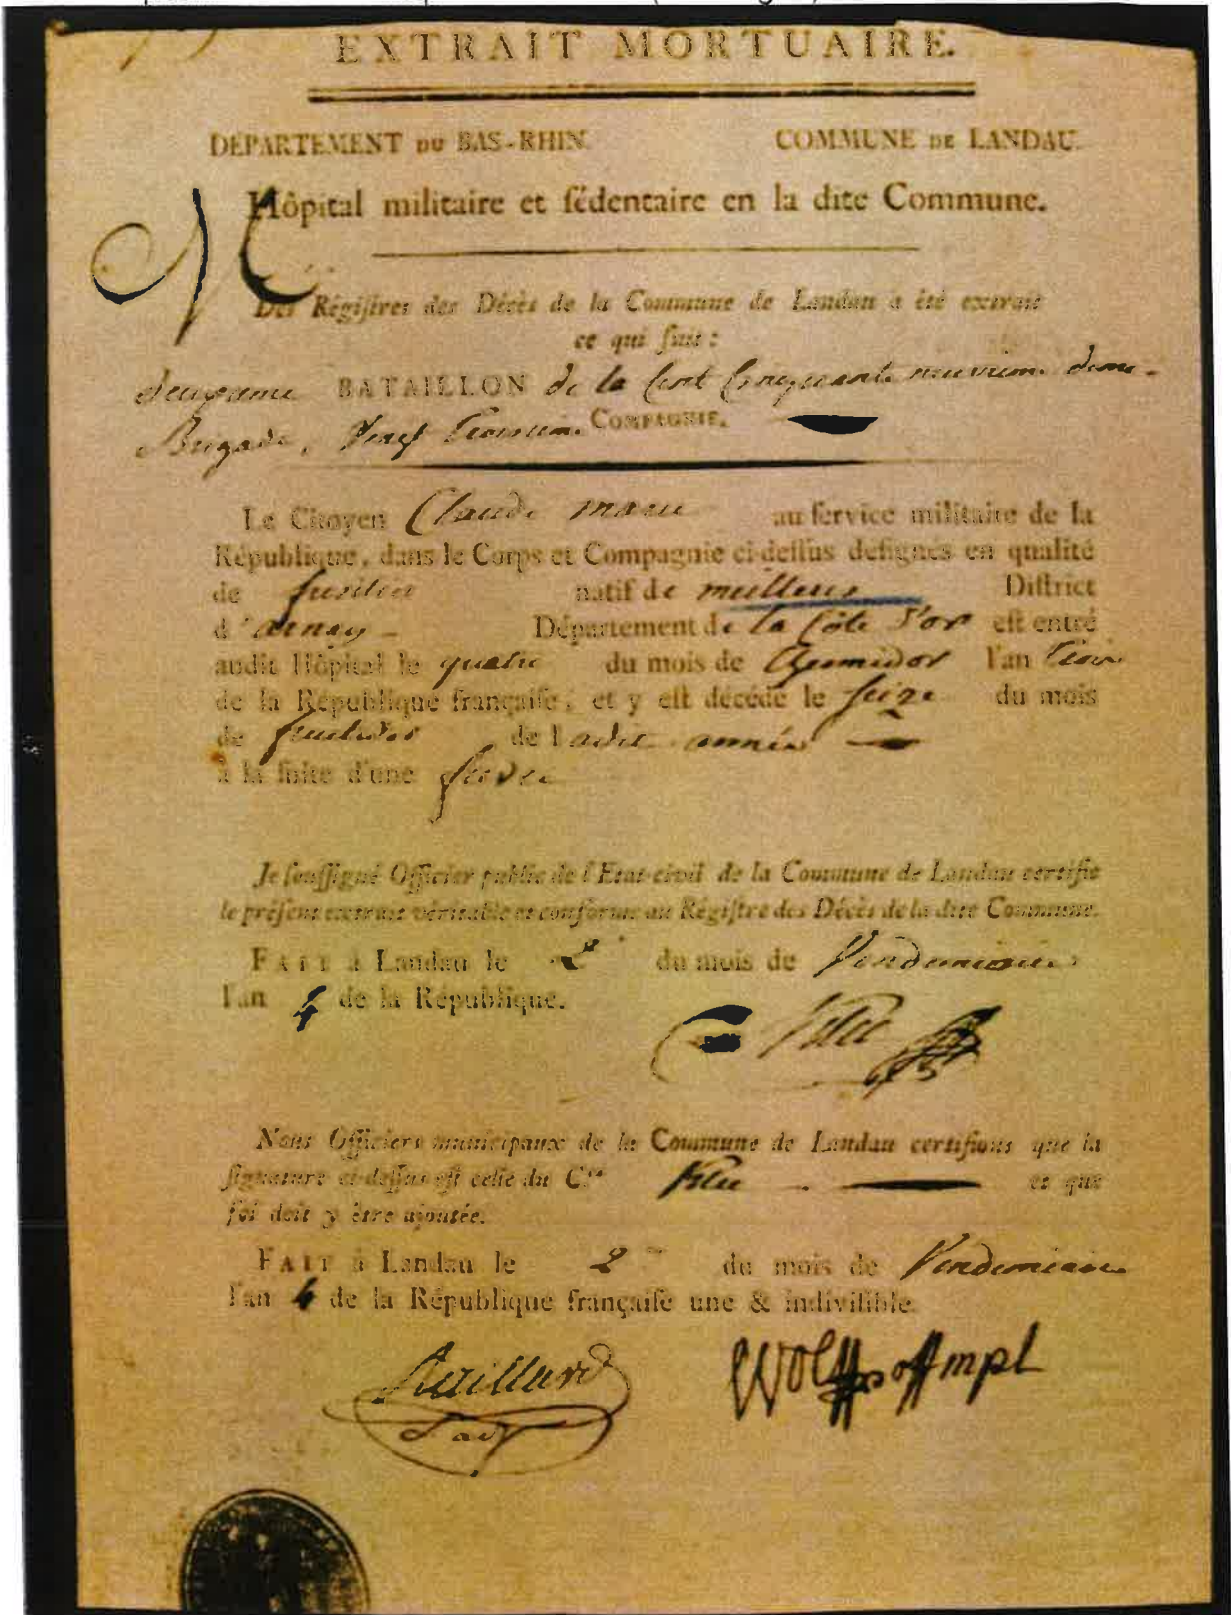 EXTRAIT MORTUAIRE.
DÉPARTEMENT DU BAS-RHIN. COMMUNE DE LANDAU.
Hôpital militaire et ſédentaire en la dite Commune.
Des Régiſtres des Décès de la Commune de Landau a été extrait
ce qui ſuit :
deuxieme BATAILLON de la Cent Cinquante neuvieme demi-
Brigade, Vingt troisieme COMPAGNIE.
Le Citoyen Claude marie au ſervice militaire de la
République, dans le Corps et Compagnie ci-deſſus deſignés en qualité
de fusilier natif de meilleur Diſtrict
d'arnay - Département de la Côte d'or eſt entré
audit Hôpital le quatre du mois de thermidor l'an trois
de la République françaiſe ; et y eſt décédé le seize du mois
de fructidor de ladite année
à la ſuite d'une fievre
Je ſouſſigné Officier public de l'Etat-civil de la Commune de Landau certifie
le préſent extrait véritable et conforme au Régiſtre des Décès de la dite Commune.
FAIT à Landau le 2 du mois de Vendemiaire
l'an 4 de la République.
Nous Officiers municipaux de la Commune de Landau certifions que la
ſignature ci-deſſus eſt celle du C.en et que
foi doit y être ajoutée.
FAIT à Landau le 2 du mois de Vendemiaire
l'an 4 de la République françaiſe une & indiviſible.